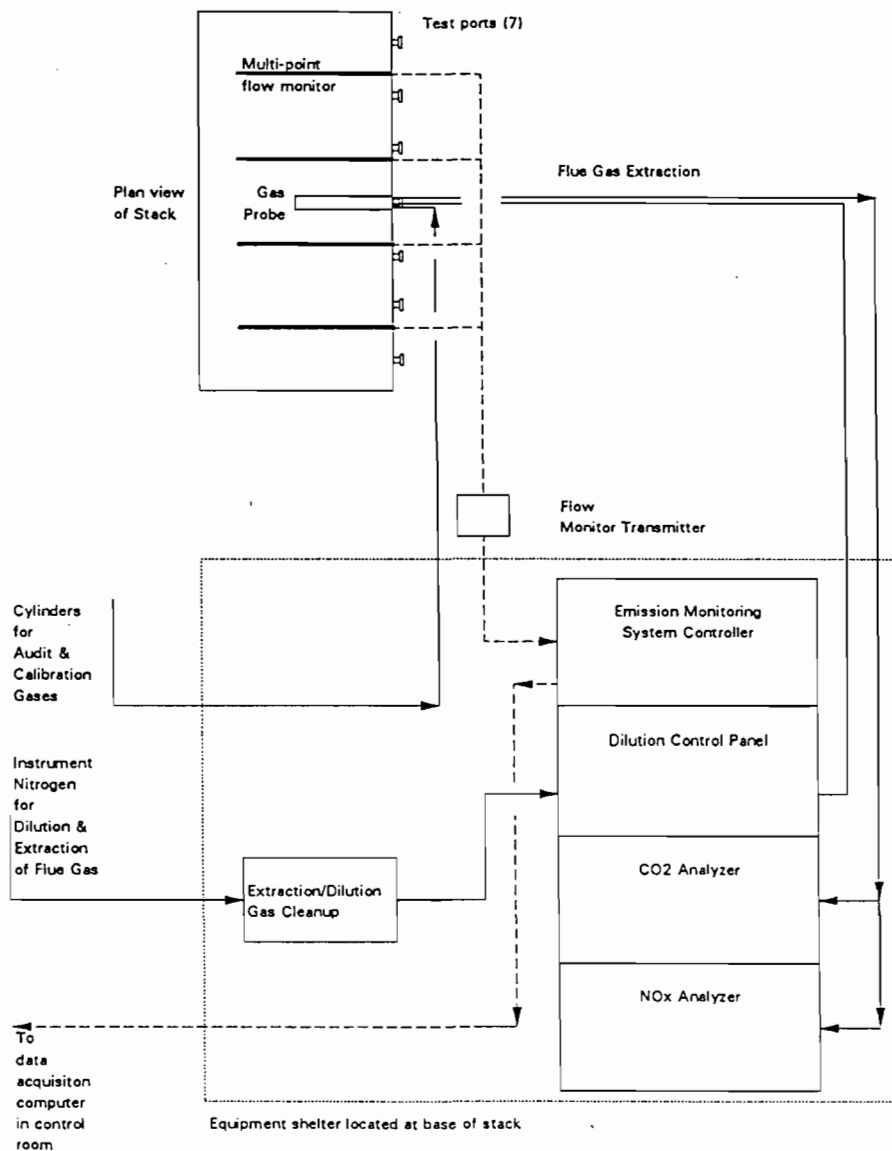 Test ports (7)
Multi-point
flow monitor
Flue Gas Extraction
Plan view
of Stack
Gas
Probe
Flow
Monitor Transmitter
Emission Monitoring
System Controller
Cylinders
for
Audit &
Calibration
Gases
Dilution Control Panel
Instrument
Nitrogen
for
Dilution &
Extraction
of Flue Gas
CO2 Analyzer
Extraction/Dilution
Gas Cleanup
NOx Analyzer
To
data
acquisiton
computer
in control
room
Equipment shelter located at base of stack